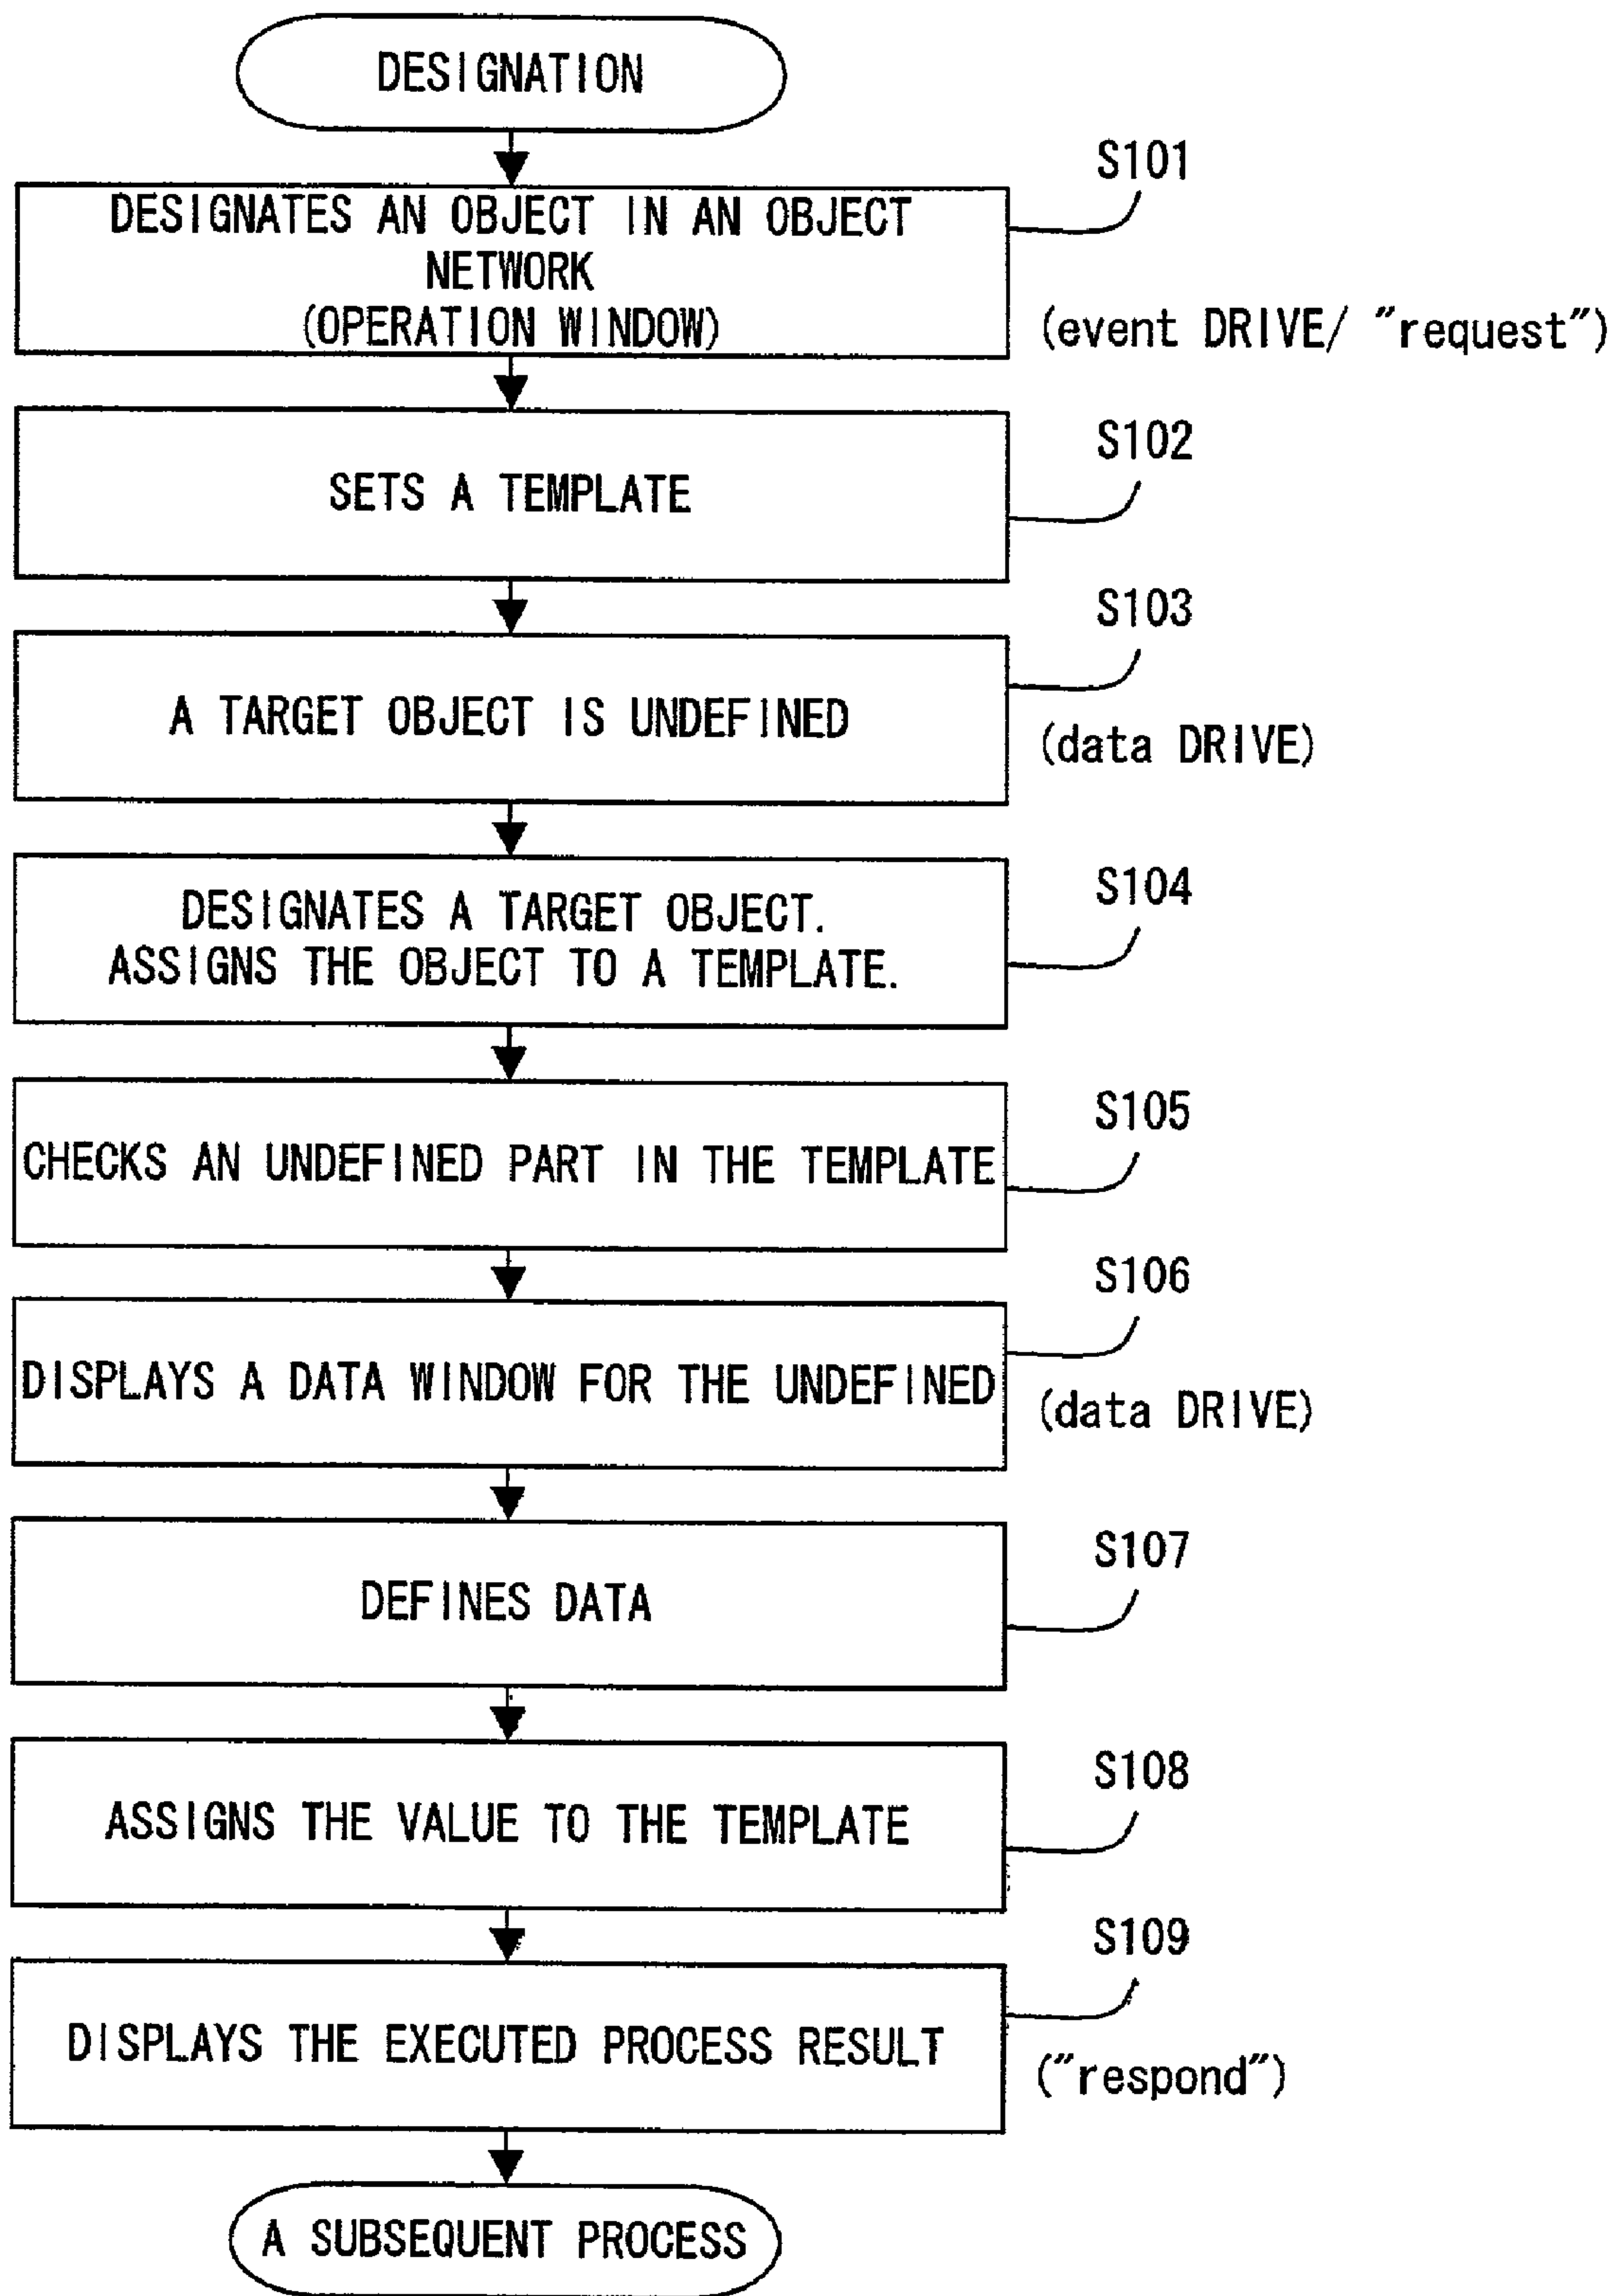 DESIGNATION
S101
DESIGNATES AN OBJECT IN AN OBJECT
NETWORK
(OPERATION WINDOW)
(event DRIVE/ "request")
S102
SETS A TEMPLATE
S103
A TARGET OBJECT IS UNDEFINED
(data DRIVE)
S104
DESIGNATES A TARGET OBJECT.
ASSIGNS THE OBJECT TO A TEMPLATE.
S105
CHECKS AN UNDEFINED PART IN THE TEMPLATE
S106
DISPLAYS A DATA WINDOW FOR THE UNDEFINED
(data DRIVE)
S107
DEFINES DATA
S108
ASSIGNS THE VALUE TO THE TEMPLATE
S109
DISPLAYS THE EXECUTED PROCESS RESULT
("respond")
A SUBSEQUENT PROCESS